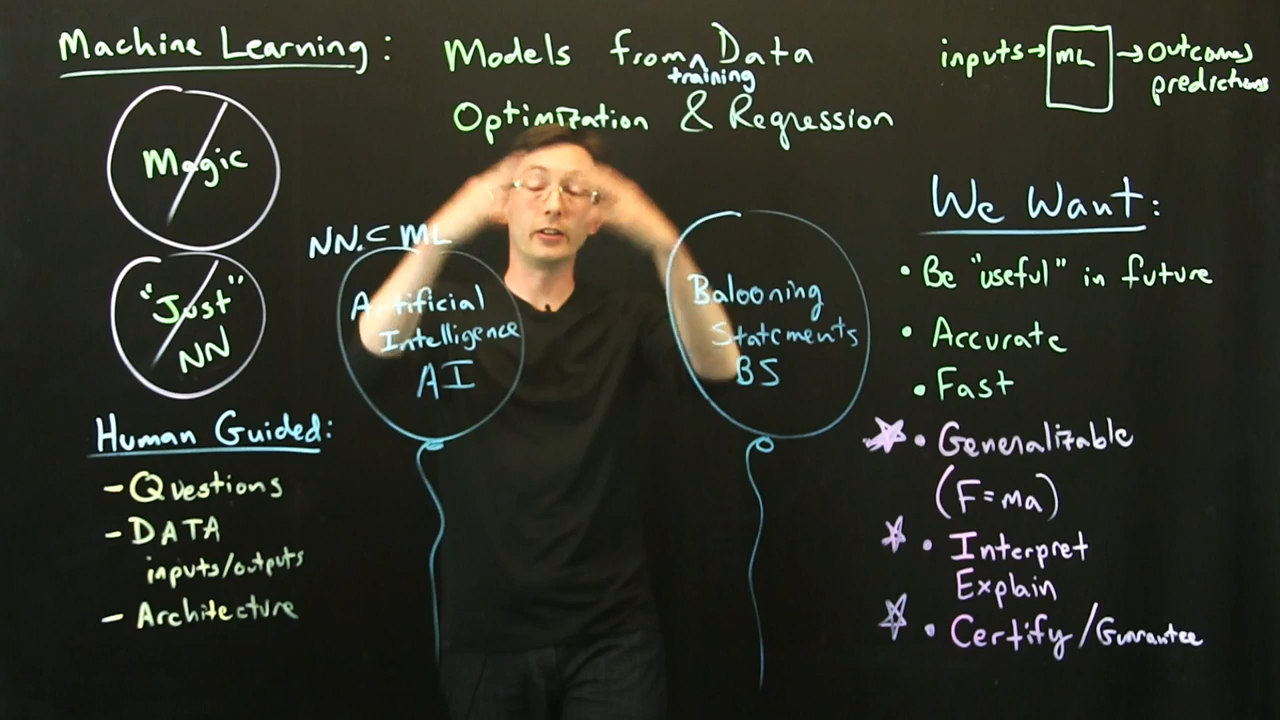 Machine Learning: Models from Data
training
Optimization & Regression
inputs → ML → outcomes
predictions
Magic
"Just"
NN
NN ⊂ ML
Artificial
Intelligence
AI
Balooning
Statements
BS
Human Guided:
- Questions
- DATA
inputs/outputs
- Architecture
We Want:
• Be "useful" in future
• Accurate
• Fast
• Generalizable
(F=ma)
• Interpret
Explain
• Certify/Guarantee